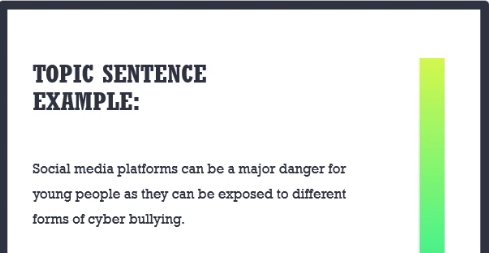 TOPIC SENTENCE
EXAMPLE:
Social media platforms can be a major danger for
young people as they can be exposed to different
forms of cyber bullying.